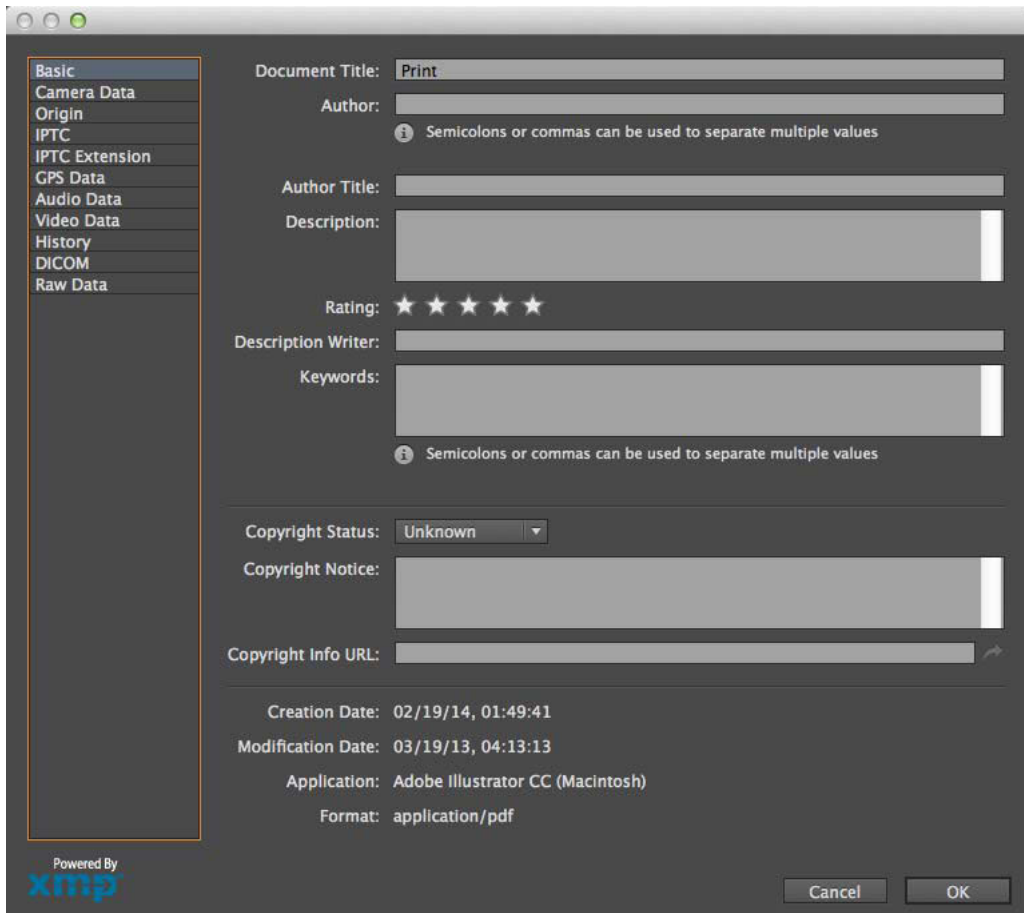 Basic
Camera Data
Origin
IPTC
IPTC Extension
GPS Data
Audio Data
Video Data
History
DICOM
Raw Data
Document Title: Print
Author:
Semicolons or commas can be used to separate multiple values
Author Title:
Description:
Rating:
Description Writer:
Keywords:
Semicolons or commas can be used to separate multiple values
Copyright Status: Unknown
Copyright Notice:
Copyright Info URL:
Creation Date: 02/19/14, 01:49:41
Modification Date: 03/19/13, 04:13:13
Application: Adobe Illustrator CC (Macintosh)
Format: application/pdf
Powered By
xmp
Cancel OK